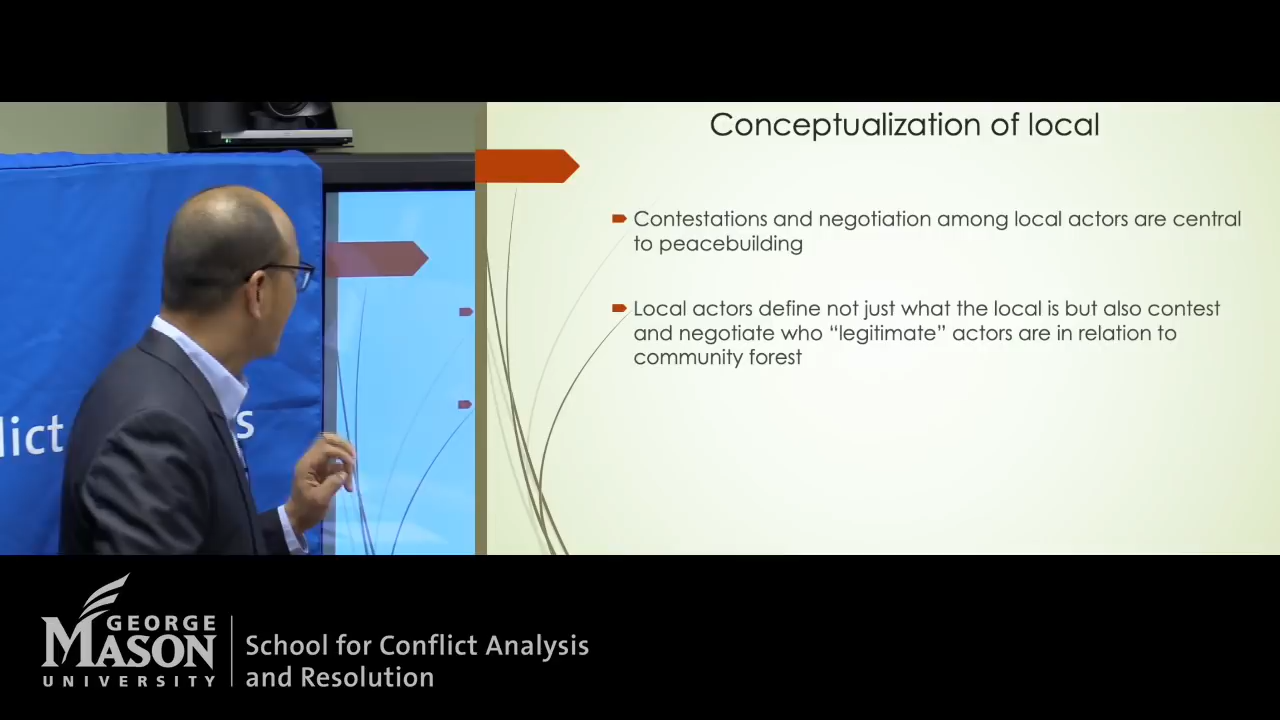 Conceptualization of local
Contestations and negotiation among local actors are central
to peacebuilding
Local actors define not just what the local is but also contest
and negotiate who “legitimate” actors are in relation to
community forest
GEORGE
MASON
UNIVERSITY
School for Conflict Analysis
and Resolution